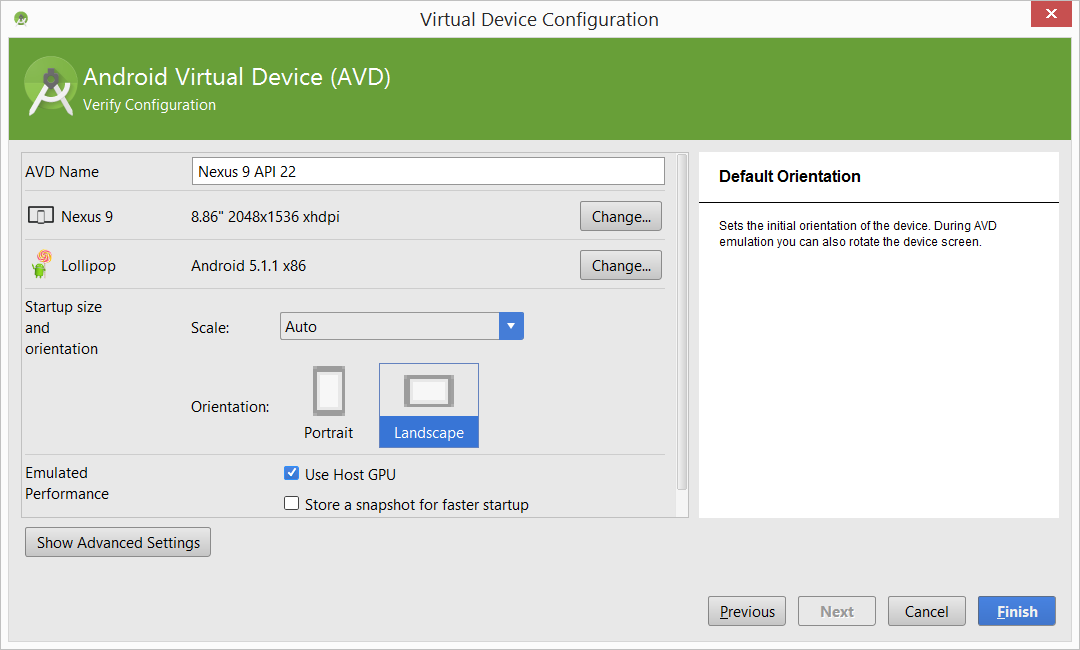 Virtual Device Configuration
Android Virtual Device (AVD)
Verify Configuration
AVD Name
Nexus 9 API 22
Nexus 9
8.86" 2048x1536 xhdpi
Change...
Lollipop
Android 5.1.1 x86
Change...
Startup size
and
orientation
Scale:
Auto
Orientation:
Portrait
Landscape
Emulated
Performance
Use Host GPU
Store a snapshot for faster startup
Show Advanced Settings
Default Orientation
Sets the initial orientation of the device. During AVD
emulation you can also rotate the device screen.
Previous
Next
Cancel
Finish